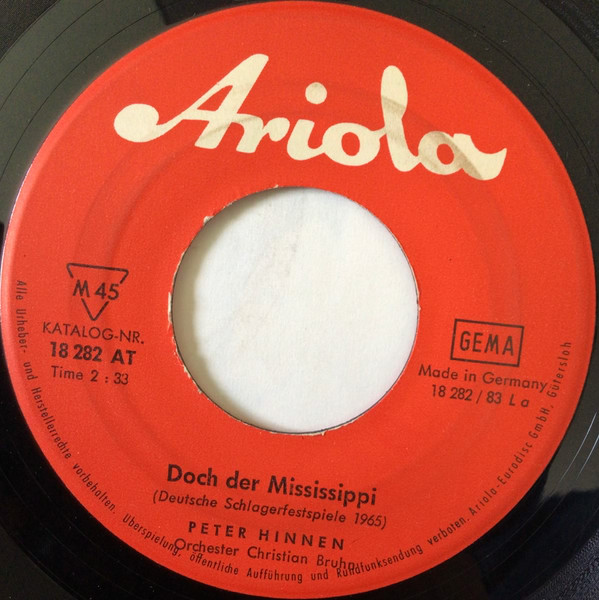 Ariola
M 45
KATALOG-NR.
18 282 AT
Time 2 : 33
GEMA
Made in Germany
18 282 / 83 La
Doch der Mississippi
(Deutsche Schlagerfestspiele 1965)
PETER HINNEN
Orchester Christian Bruhn
Alle Urheber- und Herstellerrechte vorbehalten. Überspielung, öffentliche Aufführung und Rundfunksendung verboten. Ariola-Eurodisc GmbH, Gütersloh